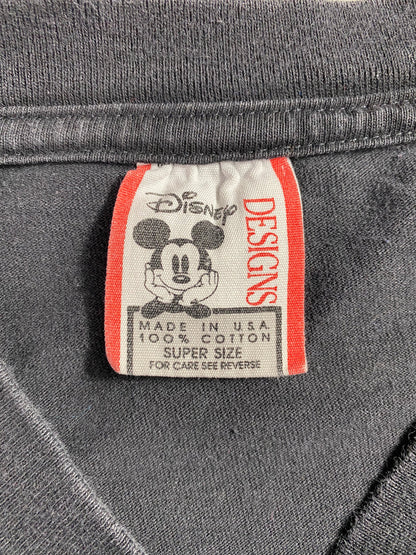 Disney
DESIGNS
MADE IN U.S.A.
100% COTTON
SUPER SIZE
FOR CARE SEE REVERSE